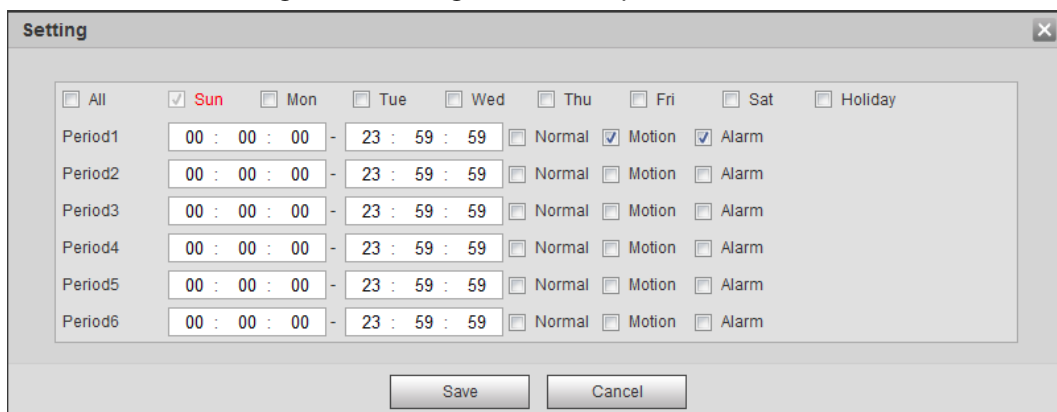 Setting
All Sun Mon Tue Wed Thu Fri Sat Holiday
Period1 00 : 00 : 00 - 23 : 59 : 59 Normal Motion Alarm
Period2 00 : 00 : 00 - 23 : 59 : 59 Normal Motion Alarm
Period3 00 : 00 : 00 - 23 : 59 : 59 Normal Motion Alarm
Period4 00 : 00 : 00 - 23 : 59 : 59 Normal Motion Alarm
Period5 00 : 00 : 00 - 23 : 59 : 59 Normal Motion Alarm
Period6 00 : 00 : 00 - 23 : 59 : 59 Normal Motion Alarm
Save Cancel